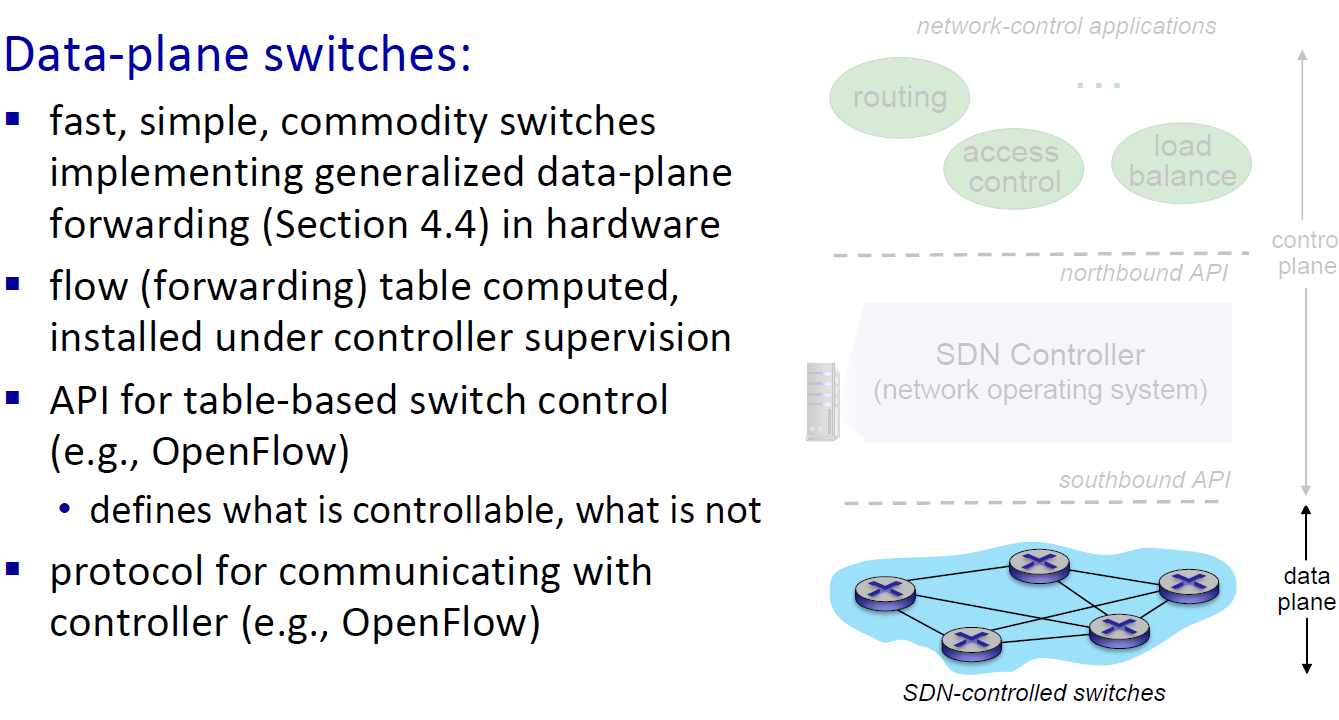 Data-plane switches:
fast, simple, commodity switches
implementing generalized data-plane
forwarding (Section 4.4) in hardware
flow (forwarding) table computed,
installed under controller supervision
API for table-based switch control
(e.g., OpenFlow)
defines what is controllable, what is not
protocol for communicating with
controller (e.g., OpenFlow)
network-control applications
routing
. . .
access
control
load
balance
contro
plane
northbound API
SDN Controller
(network operating system)
southbound API
data
plane
SDN-controlled switches